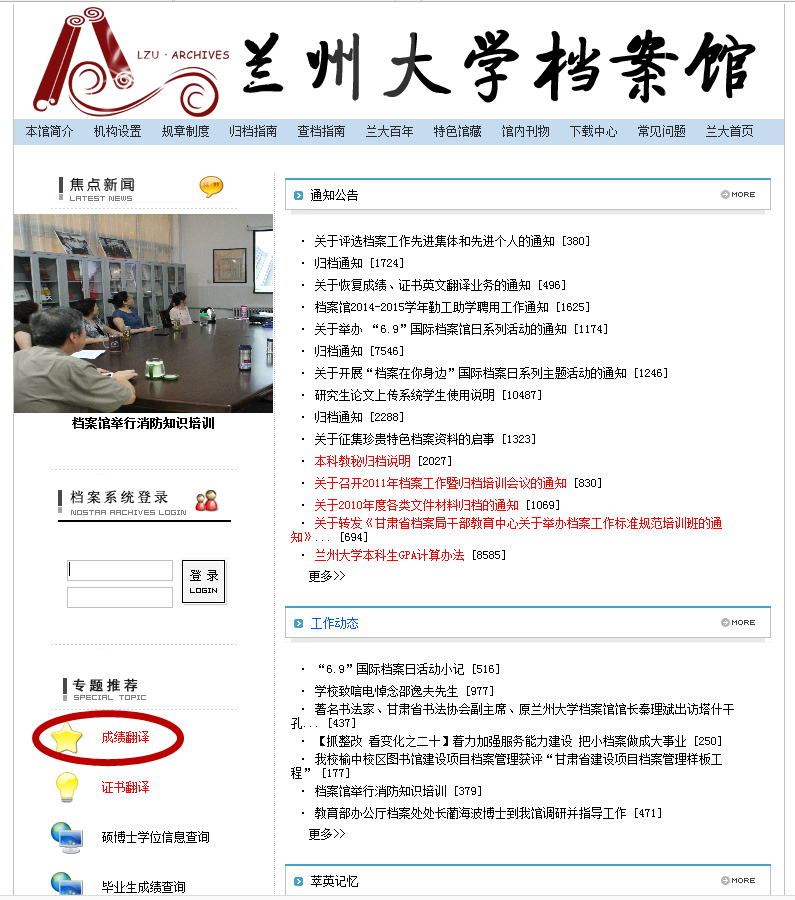 LZU · ARCHIVES
兰州大学档案馆
本馆简介 机构设置 规章制度 归档指南 查档指南 兰大百年 特色馆藏 馆内刊物 下载中心 常见问题 兰大首页
焦点新闻
LATEST NEWS
档案馆举行消防知识培训
档案系统登录
NOSTRA ARCHIVES LOGIN
登 录
LOGIN
专题推荐
SPECIAL TOPIC
成绩翻译
证书翻译
硕博士学位信息查询
毕业生成绩查询
通知公告
MORE
· 关于评选档案工作先进集体和先进个人的通知 [380]
· 归档通知 [1724]
· 关于恢复成绩、证书英文翻译业务的通知 [496]
· 档案馆2014-2015学年勤工助学聘用工作通知 [1625]
· 关于举办 “6.9”国际档案馆日系列活动的通知 [1174]
· 归档通知 [7546]
· 关于开展“档案在你身边”国际档案日系列主题活动的通知 [1246]
· 研究生论文上传系统学生使用说明 [10487]
· 归档通知 [2288]
· 关于征集珍贵特色档案资料的启事 [1323]
· 本科教秘归档说明 [2027]
· 关于召开2011年档案工作暨归档培训会议的通知 [830]
· 关于2010年度各类文件材料归档的通知 [1069]
· 关于转发《甘肃省档案局干部教育中心关于举办档案工作标准规范培训班的通
知》... [694]
· 兰州大学本科生GPA计算办法 [8585]
更多>>
工作动态
MORE
· “6.9”国际档案日活动小记 [516]
· 学校致唁电悼念邵逸夫先生 [977]
· 著名书法家、甘肃省书法协会副主席、原兰州大学档案馆馆长秦理斌出访塔什干
孔... [437]
· 【抓整改 看变化之二十】着力加强服务能力建设 把小档案做成大事业 [250]
· 我校榆中校区图书馆建设项目档案管理获评“甘肃省建设项目档案管理样板工
程” [177]
· 档案馆举行消防知识培训 [379]
· 教育部办公厅档案处处长蔺海波博士到我馆调研并指导工作 [471]
更多>>
萃英记忆
MORE